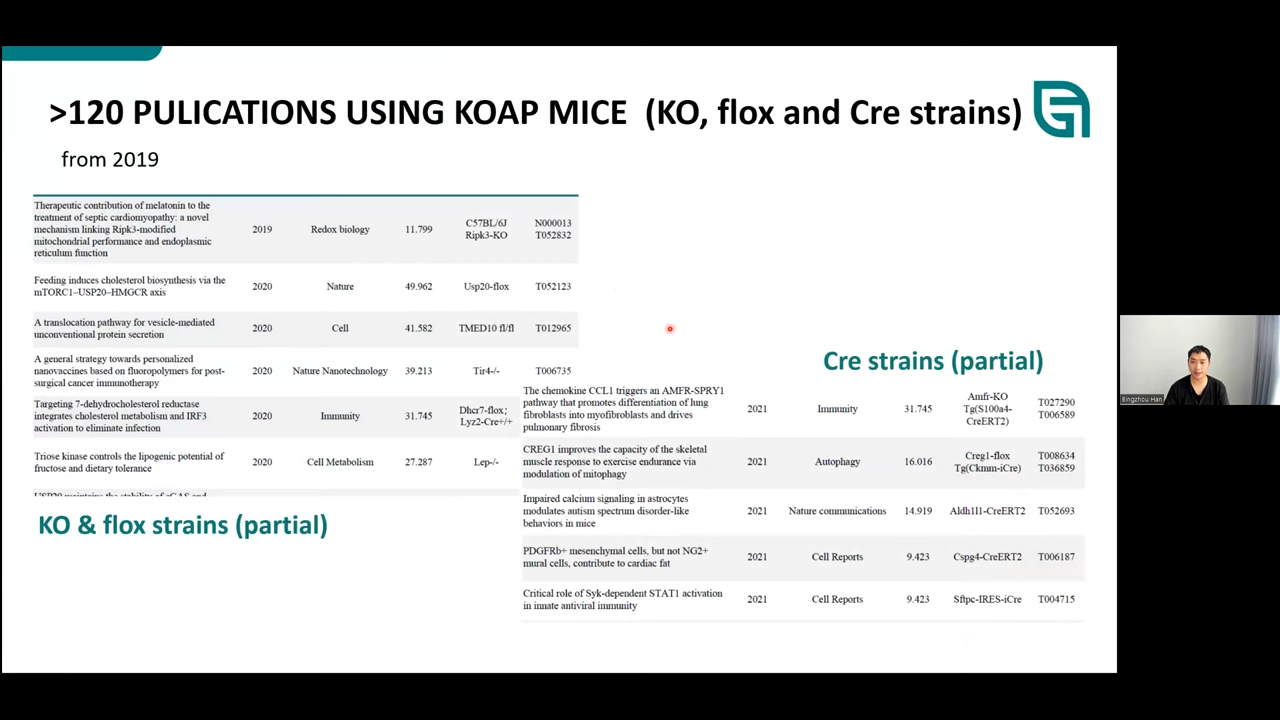 >120 PULICATIONS USING KOAP MICE (KO, flox and Cre strains)
from 2019
Therapeutic contribution of melatonin to the
treatment of septic cardiomyopathy: a novel
mechanism linking Ripk3-modified
mitochondrial performance and endoplasmic
reticulum function
2019
Redox biology
11.799
C57BL/6J
Ripk3-KO
N000013
T052832
Feeding induces cholesterol biosynthesis via the
mTORC1–USP20–HMGCR axis
2020
Nature
49.962
Usp20-flox
T052123
A translocation pathway for vesicle-mediated
unconventional protein secretion
2020
Cell
41.582
TMED10 fl/fl
T012965
A general strategy towards personalized
nanovaccines based on fluoropolymers for post-
surgical cancer immunotherapy
2020
Nature Nanotechnology
39.213
Tir4-/-
T006735
Targeting 7-dehydrocholesterol reductase
integrates cholesterol metabolism and IRF3
activation to eliminate infection
2020
Immunity
31.745
Dhcr7-flox;
Lyz2-Cre+/+
Triose kinase controls the lipogenic potential of
fructose and dietary tolerance
2020
Cell Metabolism
27.287
Lep-/-
USP20 maintains the stability of cGAS and
KO & flox strains (partial)
Cre strains (partial)
The chemokine CCL1 triggers an AMFR-SPRY1
pathway that promotes differentiation of lung
fibroblasts into myofibroblasts and drives
pulmonary fibrosis
2021
Immunity
31.745
Amfr-KO
Tg(S100a4-
CreERT2)
T027290
T006589
CREG1 improves the capacity of the skeletal
muscle response to exercise endurance via
modulation of mitophagy
2021
Autophagy
16.016
Creg1-flox
Tg(Ckmm-iCre)
T008634
T036859
Impaired calcium signaling in astrocytes
modulates autism spectrum disorder-like
behaviors in mice
2021
Nature communications
14.919
Aldh1l1-CreERT2
T052693
PDGFRb+ mesenchymal cells, but not NG2+
mural cells, contribute to cardiac fat
2021
Cell Reports
9.423
Cspg4-CreERT2
T006187
Critical role of Syk-dependent STAT1 activation
in innate antiviral immunity
2021
Cell Reports
9.423
Sftpc-IRES-iCre
T004715
Bingzhou Han